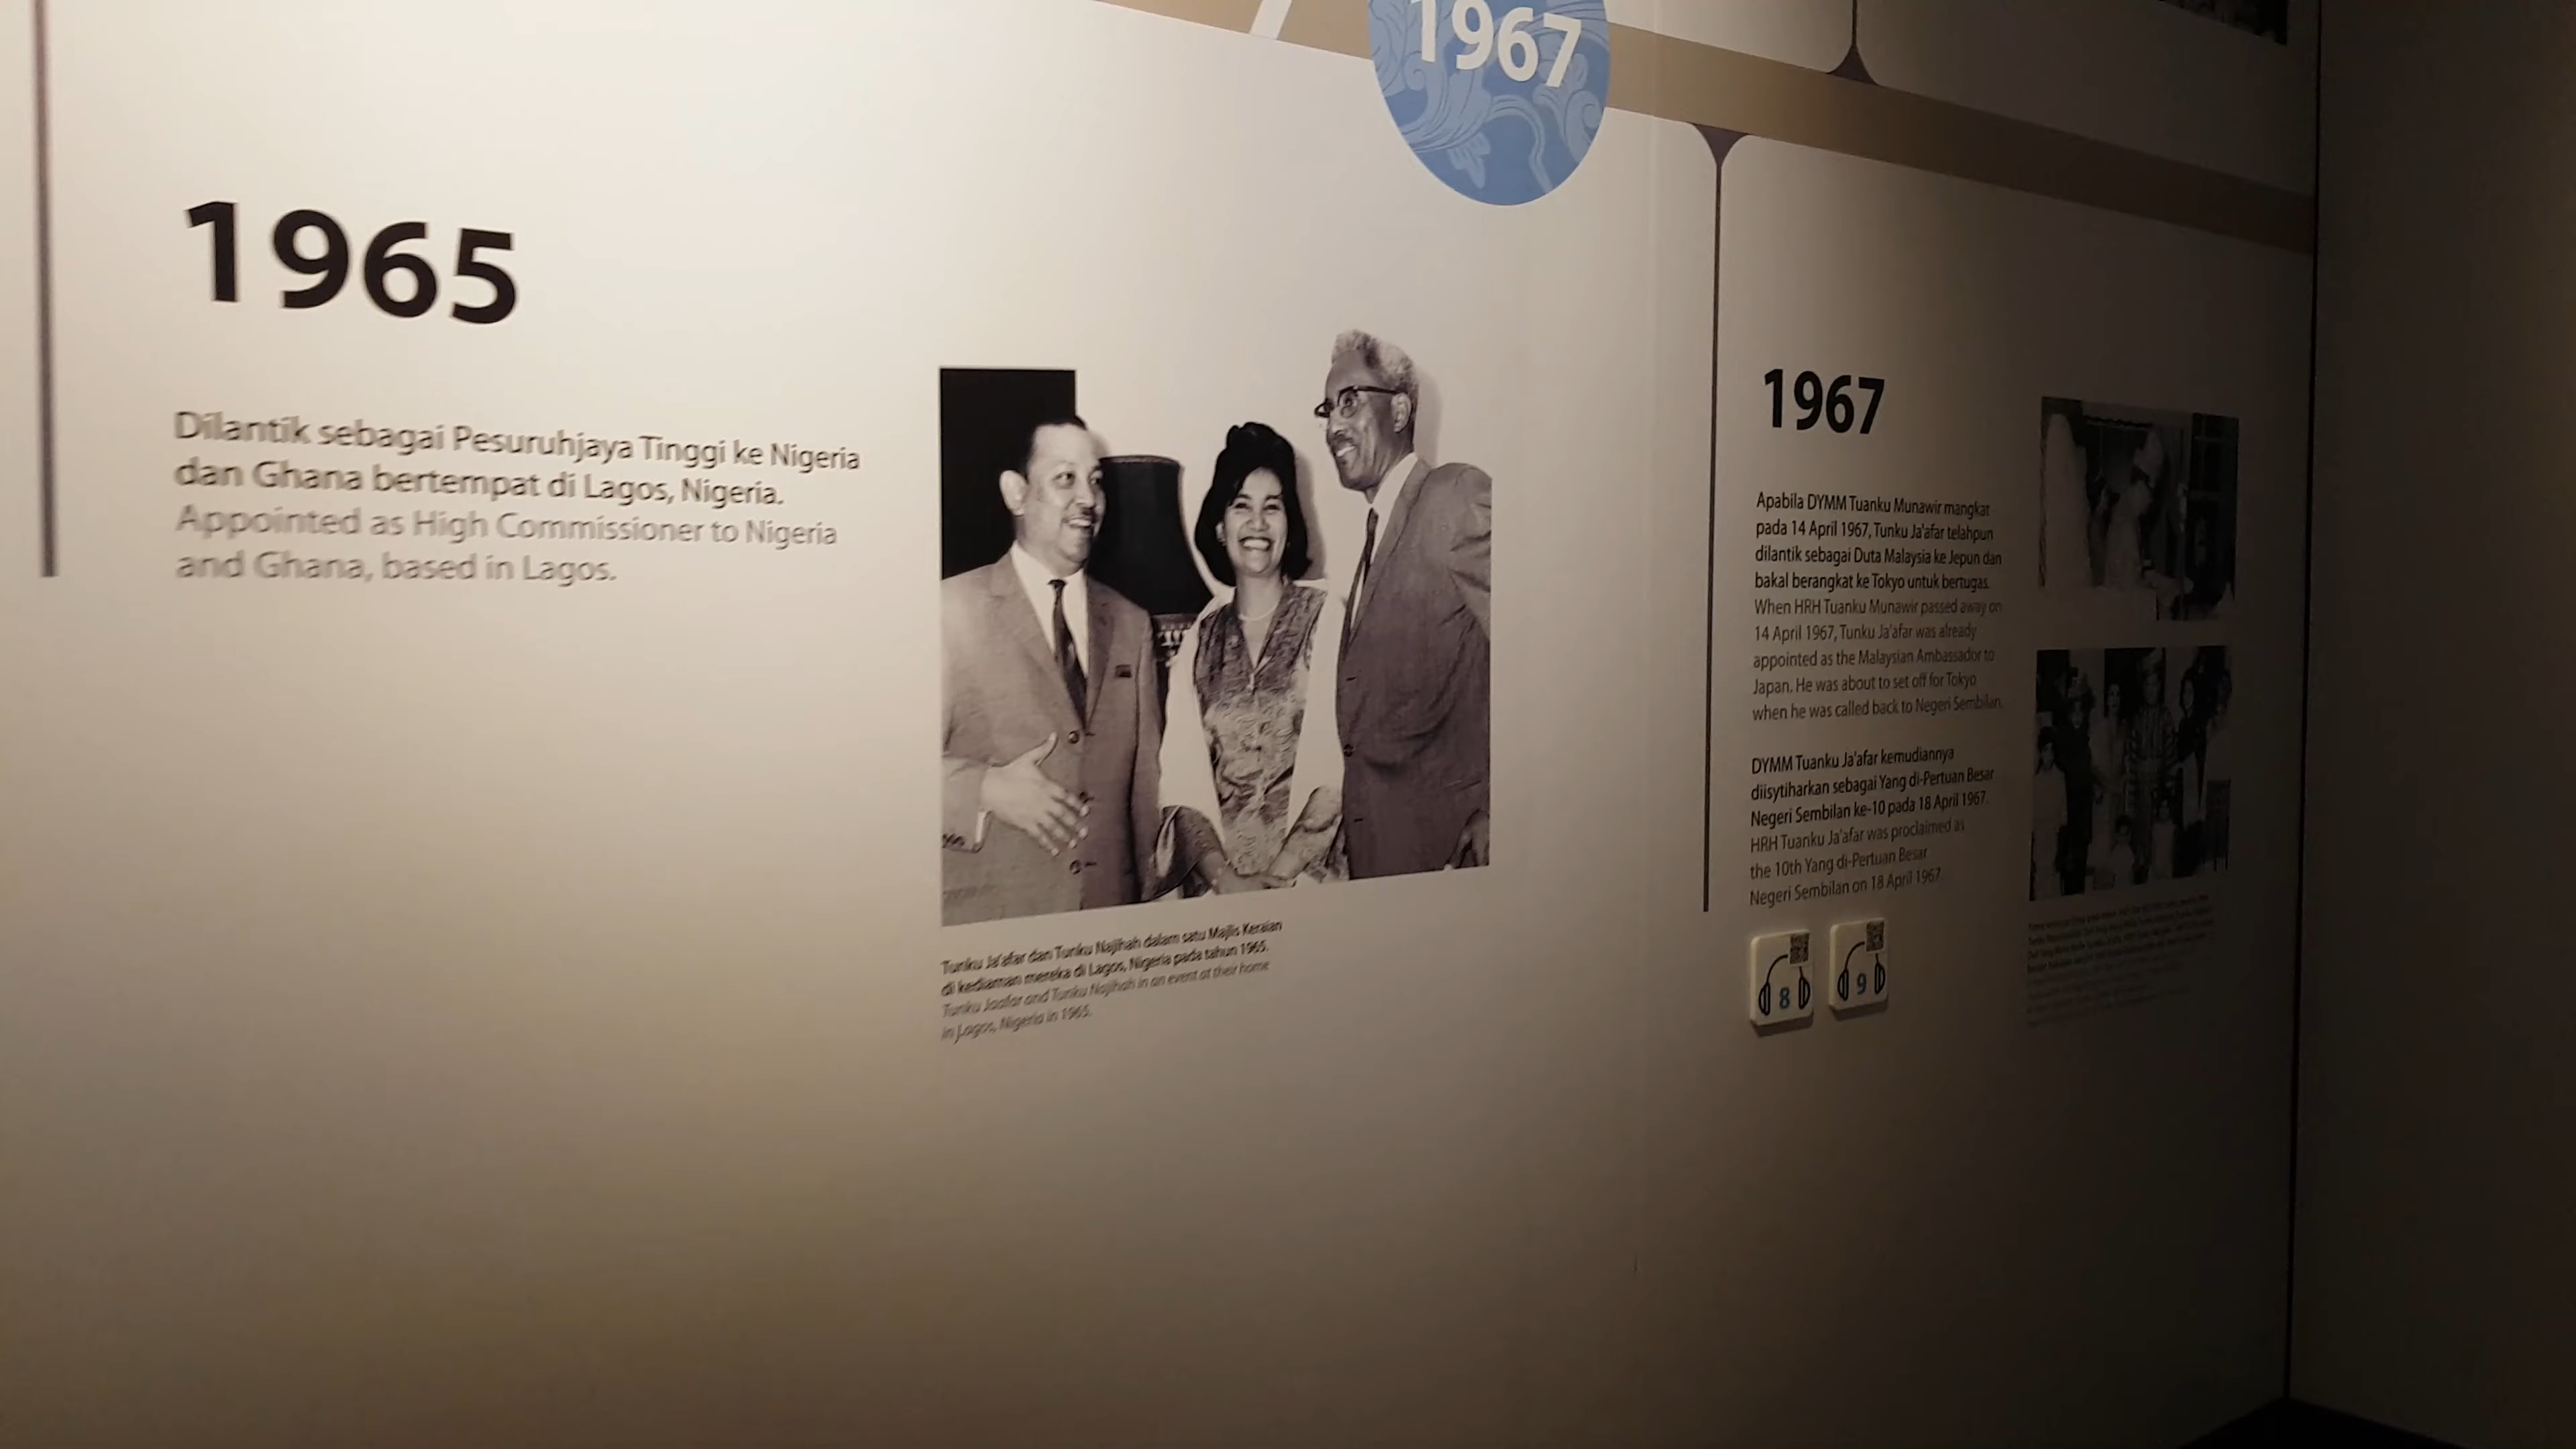 1967
1965
Dilantik sebagai Pesuruhjaya Tinggi ke Nigeria
dan Ghana bertempat di Lagos, Nigeria.
Appointed as High Commissioner to Nigeria
and Ghana, based in Lagos.
Tunku Ja'afar dan Tunku Najihah dalam satu Majlis Keraian
di kediaman mereka di Lagos, Nigeria pada tahun 1965.
Tunku Jaafar and Tunku Najihah in an event at their home
in Lagos, Nigeria in 1965.
1967
Apabila DYMM Tuanku Munawir mangkat
pada 14 April 1967, Tunku Ja'afar telahpun
dilantik sebagai Duta Malaysia ke Jepun dan
bakal berangkat ke Tokyo untuk bertugas.
When HRH Tuanku Munawir passed away on
14 April 1967, Tunku Ja'afar was already
appointed as the Malaysian Ambassador to
Japan. He was about to set off for Tokyo
when he was called back to Negeri Sembilan.
DYMM Tuanku Ja'afar kemudiannya
diisytiharkan sebagai Yang di-Pertuan Besar
Negeri Sembilan ke-10 pada 18 April 1967.
HRH Tuanku Ja'afar was proclaimed as
the 10th Yang di-Pertuan Besar
Negeri Sembilan on 18 April 1967.
8
9